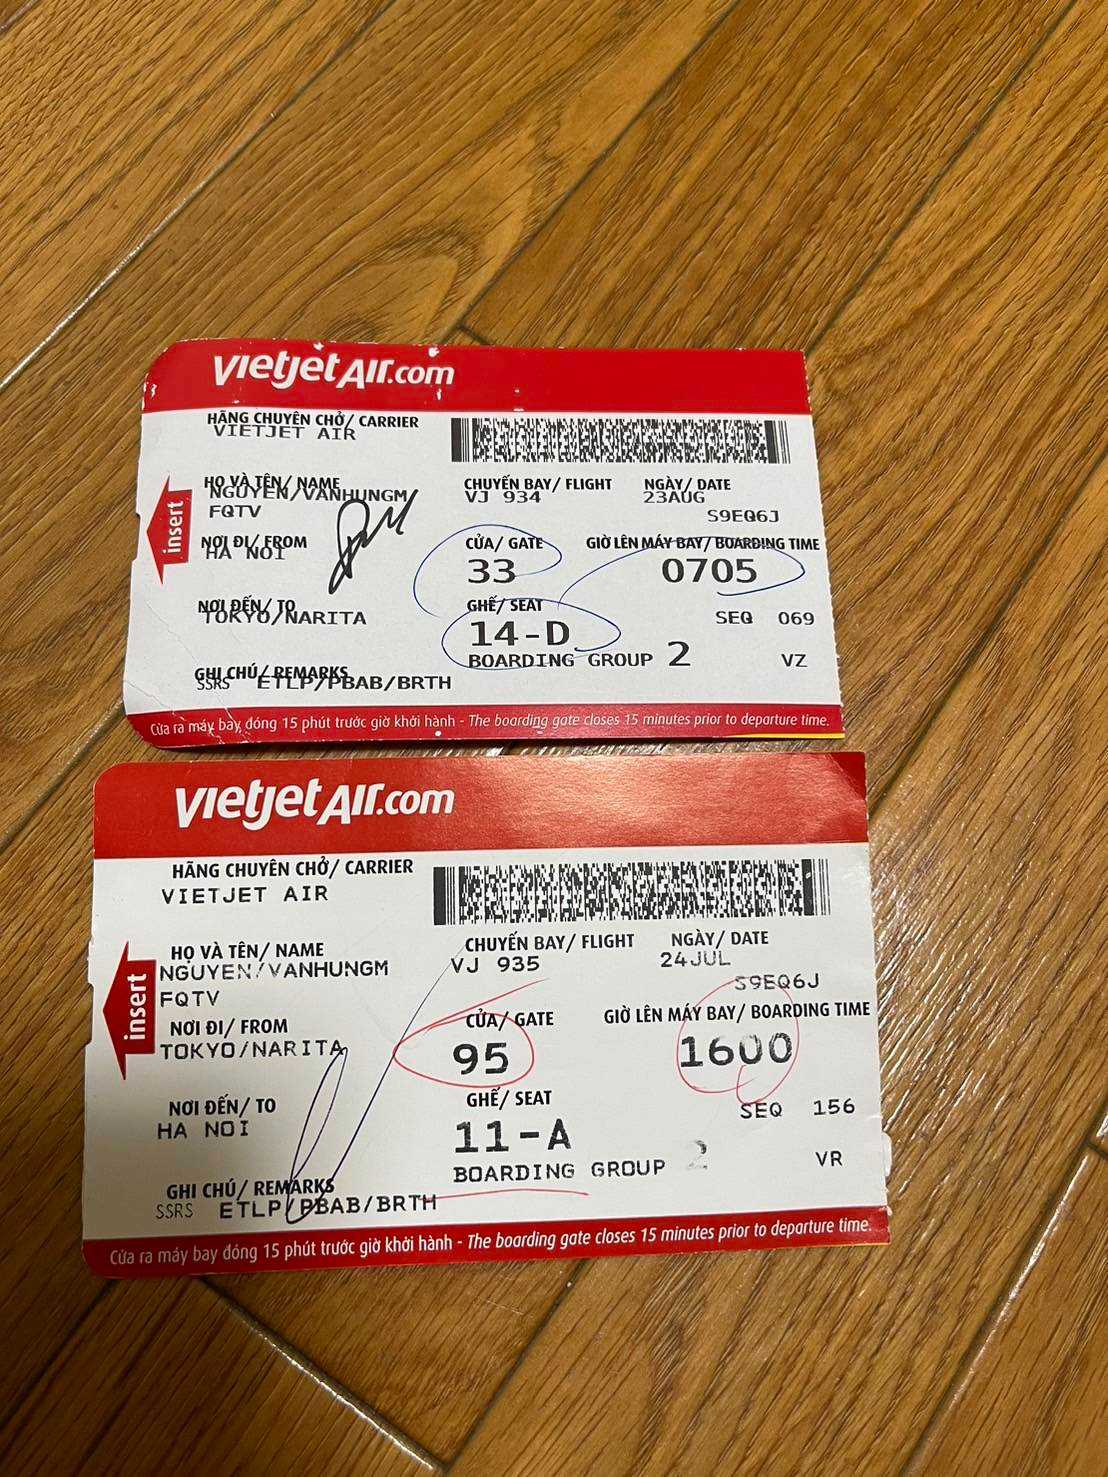 vietjetAir.com
HÃNG CHUYÊN CHỞ/ CARRIER
VIETJET AIR
HỌ VÀ TÊN/ NAME
NGUYEN/VANHUNGM
FQTV
CHUYẾN BAY/ FLIGHT NGÀY/ DATE
VJ 934 23AUG
S9EQ6J
insert
NƠI ĐI/ FROM
HA NOI
CỬA/ GATE GIỜ LÊN MÁY BAY/ BOARDING TIME
33 0705
NƠI ĐẾN/ TO
TOKYO/NARITA
GHẾ/ SEAT
14-D
SEQ 069
BOARDING GROUP 2 VZ
GHI CHÚ/ REMARKS
SSRS ETLP/PBAB/BRTH
Cửa ra máy bay đóng 15 phút trước giờ khởi hành - The boarding gate closes 15 minutes prior to departure time.
vietjetAir.com
HÃNG CHUYÊN CHỞ/ CARRIER
VIETJET AIR
HỌ VÀ TÊN/ NAME
NGUYEN/VANHUNGM
FQTV
CHUYẾN BAY/ FLIGHT NGÀY/ DATE
VJ 935 24JUL
S9EQ6J
insert
NƠI ĐI/ FROM
TOKYO/NARITA
CỬA/ GATE GIỜ LÊN MÁY BAY/ BOARDING TIME
95 1600
NƠI ĐẾN/ TO
HA NOI
GHẾ/ SEAT
11-A
SEQ 156
BOARDING GROUP 2 VR
GHI CHÚ/ REMARKS
SSRS ETLP/PBAB/BRTH
Cửa ra máy bay đóng 15 phút trước giờ khởi hành - The boarding gate closes 15 minutes prior to departure time.